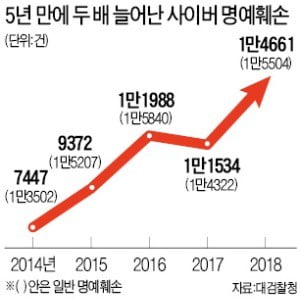 5년 만에 두 배 늘어난 사이버 명예훼손
(단위:건)
1만4661
(1만5504)
1만1988
(1만5840)
9372
(1만5207)
7447
(1만3502)
1만1534
(1만4322)
2014년 2015 2016 2017 2018
※( )안은 일반 명예훼손 자료:대검찰청